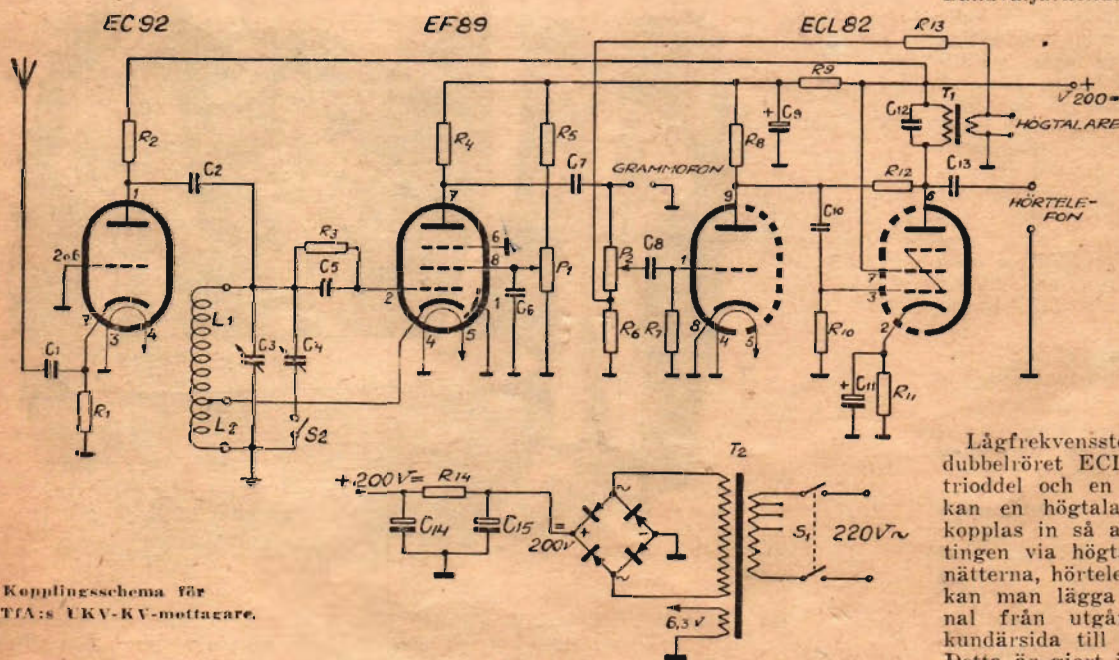 EC92
EF89
ECL82
R13
R9
T1
+
V 200=
R2
R4
R5
C9
R8
C12
HÖGTALARE
C7
GRAMMOFON
C2
1
7
9
R12
6
C13
HÖRTELE-
FON
C10
R3
6
8
P1
P2
C8
1
7
3
C5
2
C6
L1
C3
C4
7
3
4
4
5
1
R6
R7
8
4
5
R10
2
C1
R1
L2
S2
C11
R11
+200V=
R14
T2
C14
C15
=
200V
+
-
~
~
S1
220V~
6,3 V
Kopplingsschema för
TfA:s UKV-KV-mottagare.
Lågfrekvensste
dubbelröret ECL
trioddel och en
kan en högtala
kopplas in så a
tingen via högt
nätterna, hörtele
kan man lägga
nal från utgå
kundärsida till